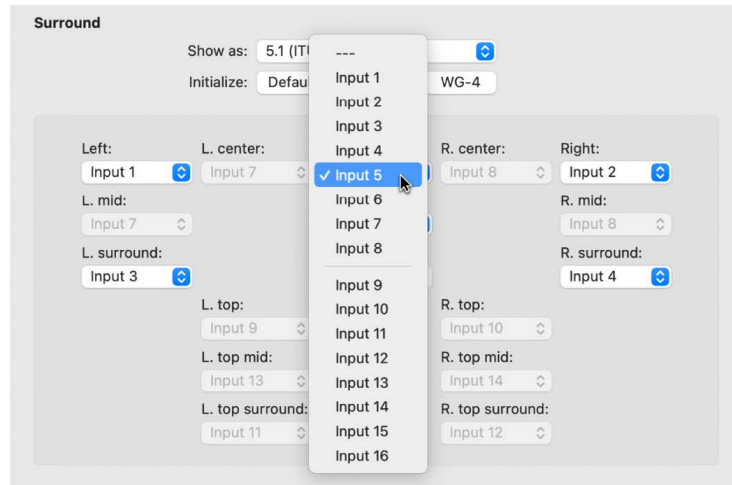 Surround
Show as: 5.1 (ITU
Initialize: Defaul WG-4
Left: L. center: R. center: Right:
Input 1 Input 7 Input 8 Input 2
L. mid: R. mid:
Input 7 Input 8
L. surround: R. surround:
Input 3 Input 4
L. top: R. top:
Input 9 Input 10
L. top mid: R. top mid:
Input 13 Input 14
L. top surround: R. top surround:
Input 11 Input 12
---
Input 1
Input 2
Input 3
Input 4
✓ Input 5
Input 6
Input 7
Input 8
Input 9
Input 10
Input 11
Input 12
Input 13
Input 14
Input 15
Input 16